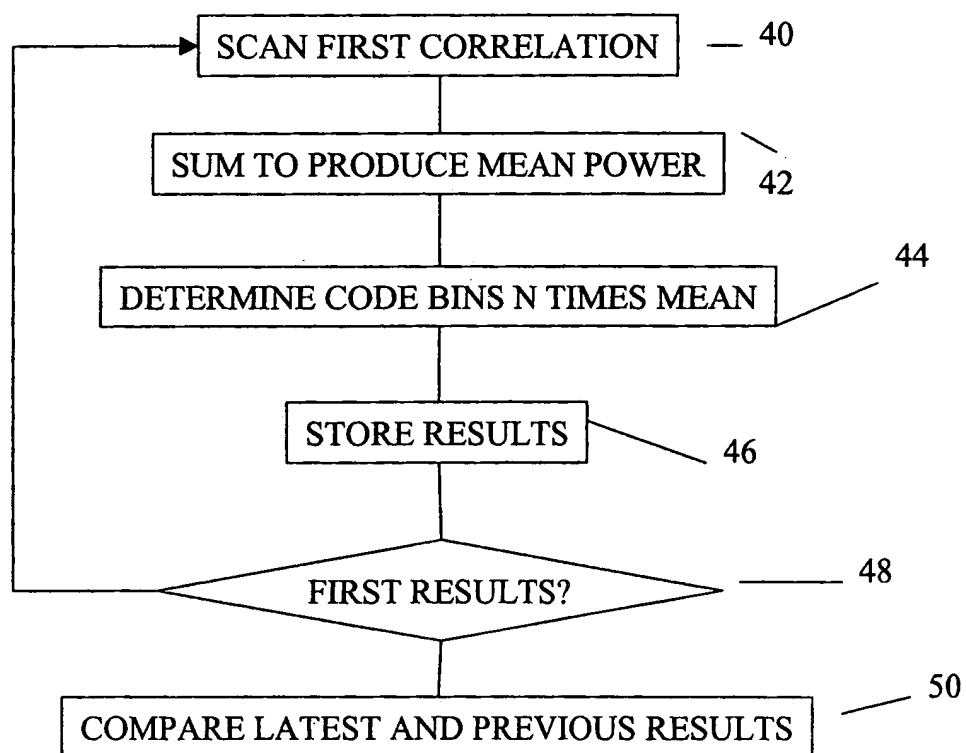 SCAN FIRST CORRELATION
40
SUM TO PRODUCE MEAN POWER
42
DETERMINE CODE BINS N TIMES MEAN
44
STORE RESULTS
46
FIRST RESULTS?
48
COMPARE LATEST AND PREVIOUS RESULTS
50